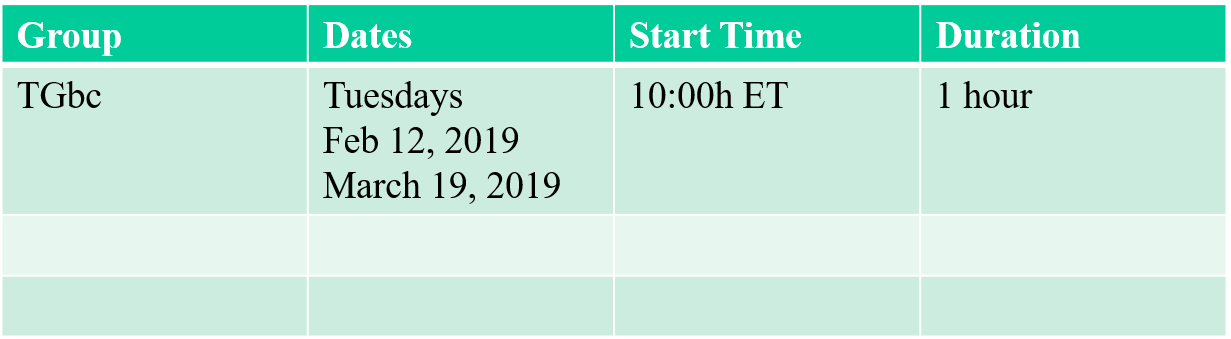 Group Dates Start Time Duration
TGbc Tuesdays 10:00h ET 1 hour
Feb 12, 2019
March 19, 2019